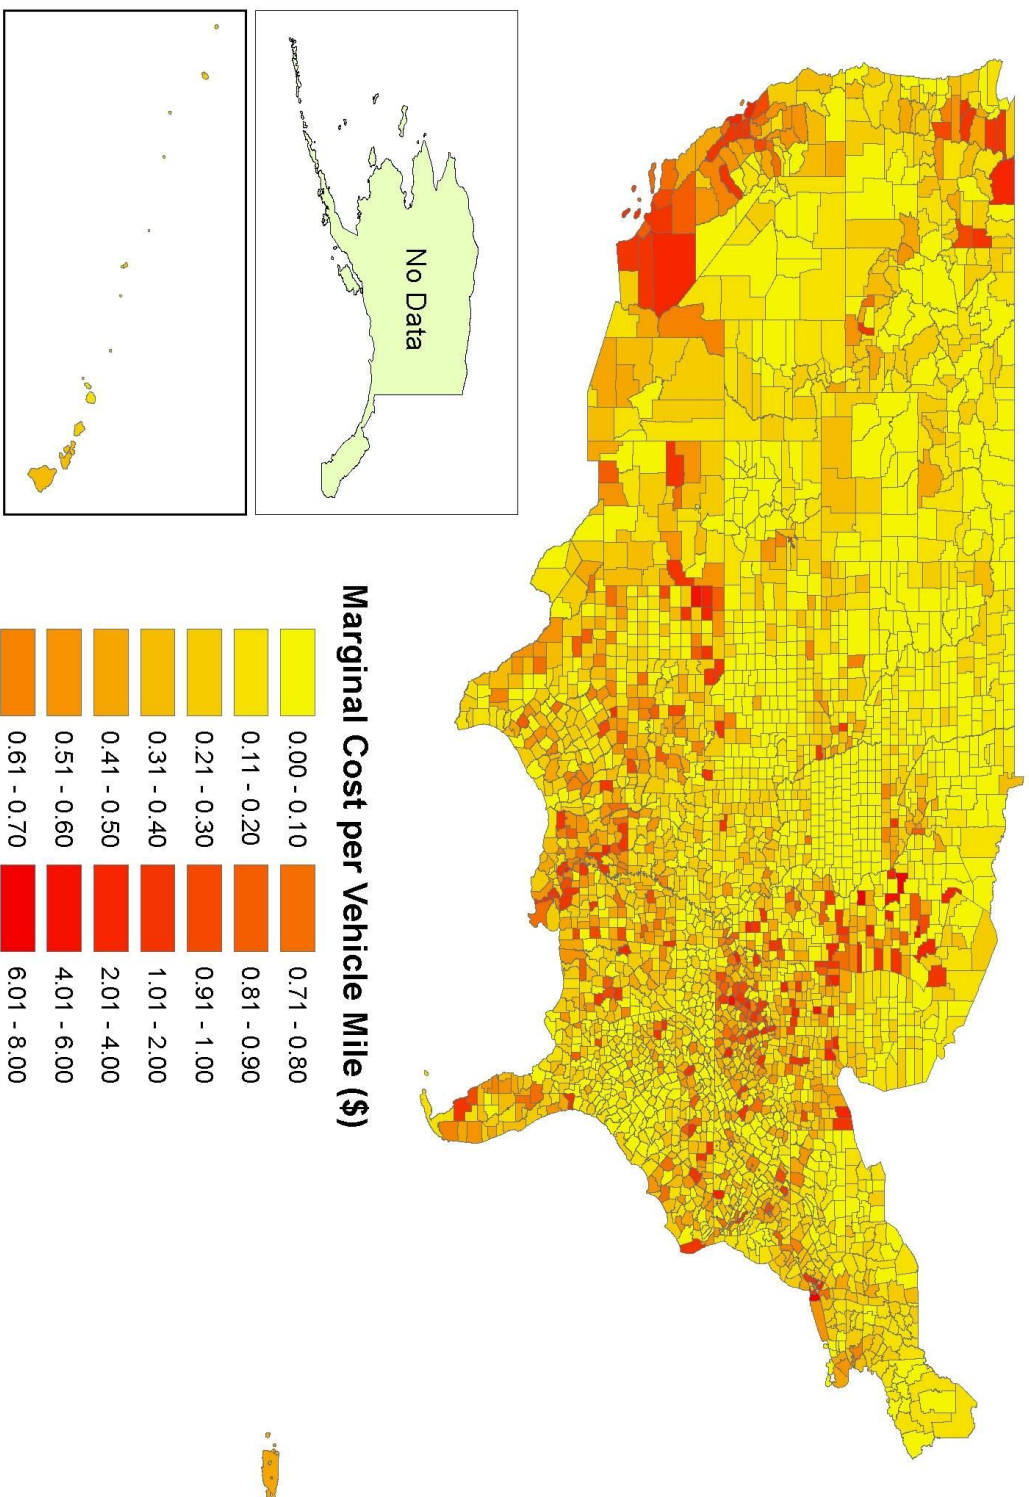 No Data
Marginal Cost per Vehicle Mile ($)
0.00 - 0.10
0.11 - 0.20
0.21 - 0.30
0.31 - 0.40
0.41 - 0.50
0.51 - 0.60
0.61 - 0.70
0.71 - 0.80
0.81 - 0.90
0.91 - 1.00
1.01 - 2.00
2.01 - 4.00
4.01 - 6.00
6.01 - 8.00